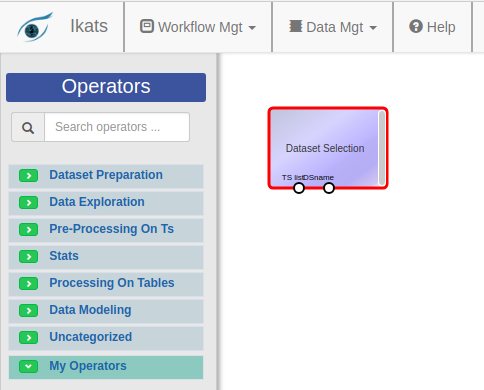 Ikats
Workflow Mgt
Data Mgt
Help
Operators
Search operators ...
Dataset Preparation
Data Exploration
Pre-Processing On Ts
Stats
Processing On Tables
Data Modeling
Uncategorized
My Operators
Dataset Selection
TS list
DSname